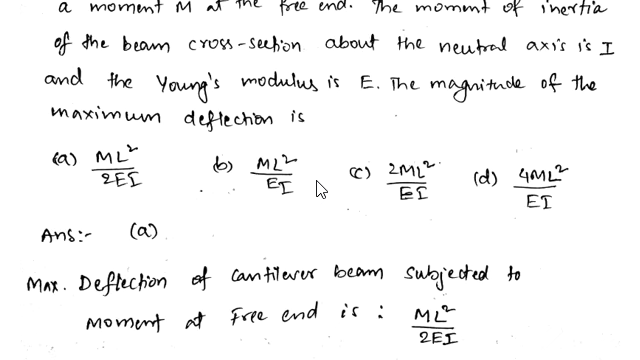 a moment M at the free end. The moment of inertia
of the beam cross-section about the neutral axis is I
and the Young's modulus is E. The magnitude of the
maximum deflection is
(a) ML²/2EI (b) ML²/EI (c) 2ML²/EI (d) 4ML²/EI
Ans:- (a)
Max. Deflection of cantilever beam subjected to
Moment at Free end is : ML²/2EI